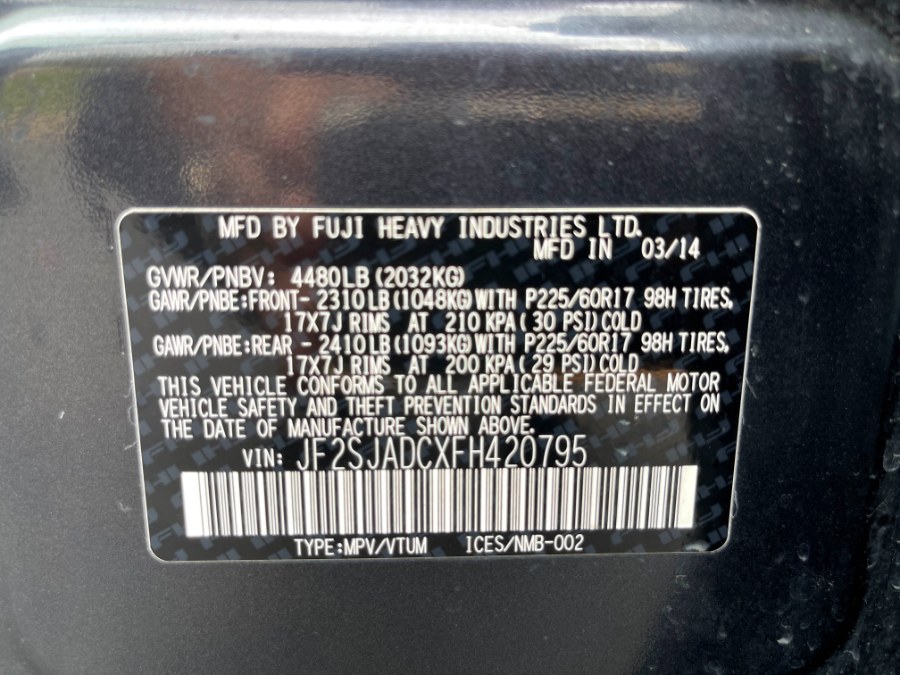 MFD BY FUJI HEAVY INDUSTRIES LTD.
MFD IN 03/14
GVWR/PNBV: 4480LB (2032KG)
GAWR/PNBE:FRONT- 2310LB (1048KG) WITH P225/60R17 98H TIRES,
17X7J RIMS AT 210 KPA ( 30 PSI) COLD
GAWR/PNBE:REAR - 2410LB (1093KG) WITH P225/60R17 98H TIRES,
17X7J RIMS AT 200 KPA ( 29 PSI) COLD
THIS VEHICLE CONFORMS TO ALL APPLICABLE FEDERAL MOTOR
VEHICLE SAFETY AND THEFT PREVENTION STANDARDS IN EFFECT ON
THE DATE OF MANUFACTURE SHOWN ABOVE.
VIN: JF2SJADCXFH420795
TYPE:MPV/VTUM ICES/NMB-002